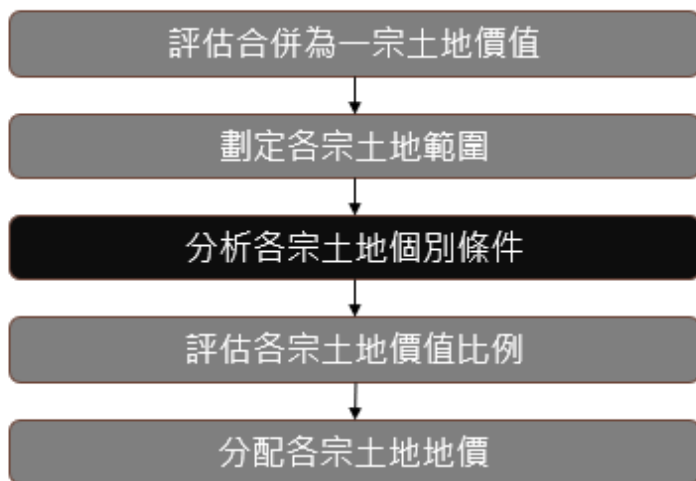 評估合併為一宗土地價值
劃定各宗土地範圍
分析各宗土地個別條件
評估各宗土地價值比例
分配各宗土地地價